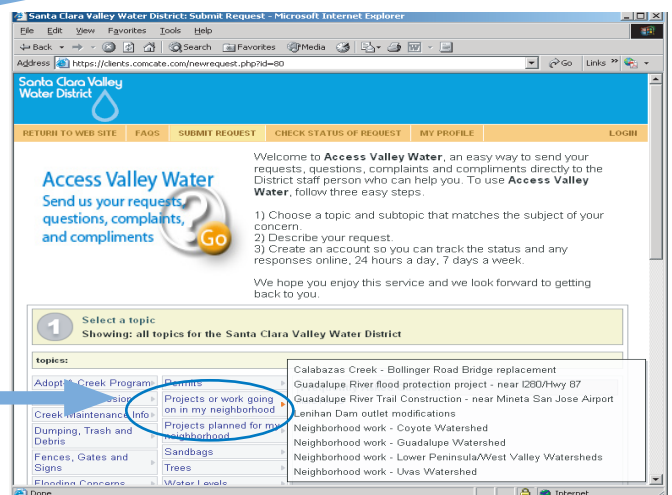 Santa Clara Valley Water District: Submit Request - Microsoft Internet Explorer
File Edit View Favorites Tools Help
Back Search Favorites Media
Address https://clients.comcate.com/newrequest.php?id=80 Go Links »
Santa Clara Valley
Water District
RETURN TO WEB SITE FAQS SUBMIT REQUEST CHECK STATUS OF REQUEST MY PROFILE LOGIN
Access Valley Water
Send us your requests,
questions, complaints,
and compliments
Go
Welcome to Access Valley Water, an easy way to send your
requests, questions, complaints and compliments directly to the
District staff person who can help you. To use Access Valley
Water, follow three easy steps.
1) Choose a topic and subtopic that matches the subject of your
concern.
2) Describe your request.
3) Create an account so you can track the status and any
responses online, 24 hours a day, 7 days a week.
We hope you enjoy this service and we look forward to getting
back to you.
1
Select a topic
Showing: all topics for the Santa Clara Valley Water District
topics:
Creek Program
Creek Maintenance Info
Dumping, Trash and
Debris
Fences, Gates and
Signs
Flooding Concerns
Permits
Projects or work going
on in my neighborhood
Projects planned for my
neighborhood
Sandbags
Trees
Water Levels
Calabazas Creek - Bollinger Road Bridge replacement
Guadalupe River flood protection project - near I280/Hwy 87
Guadalupe River Trail Construction - near Mineta San Jose Airport
Lenihan Dam outlet modifications
Neighborhood work - Coyote Watershed
Neighborhood work - Guadalupe Watershed
Neighborhood work - Lower Peninsula/West Valley Watersheds
Neighborhood work - Uvas Watershed
Done Internet